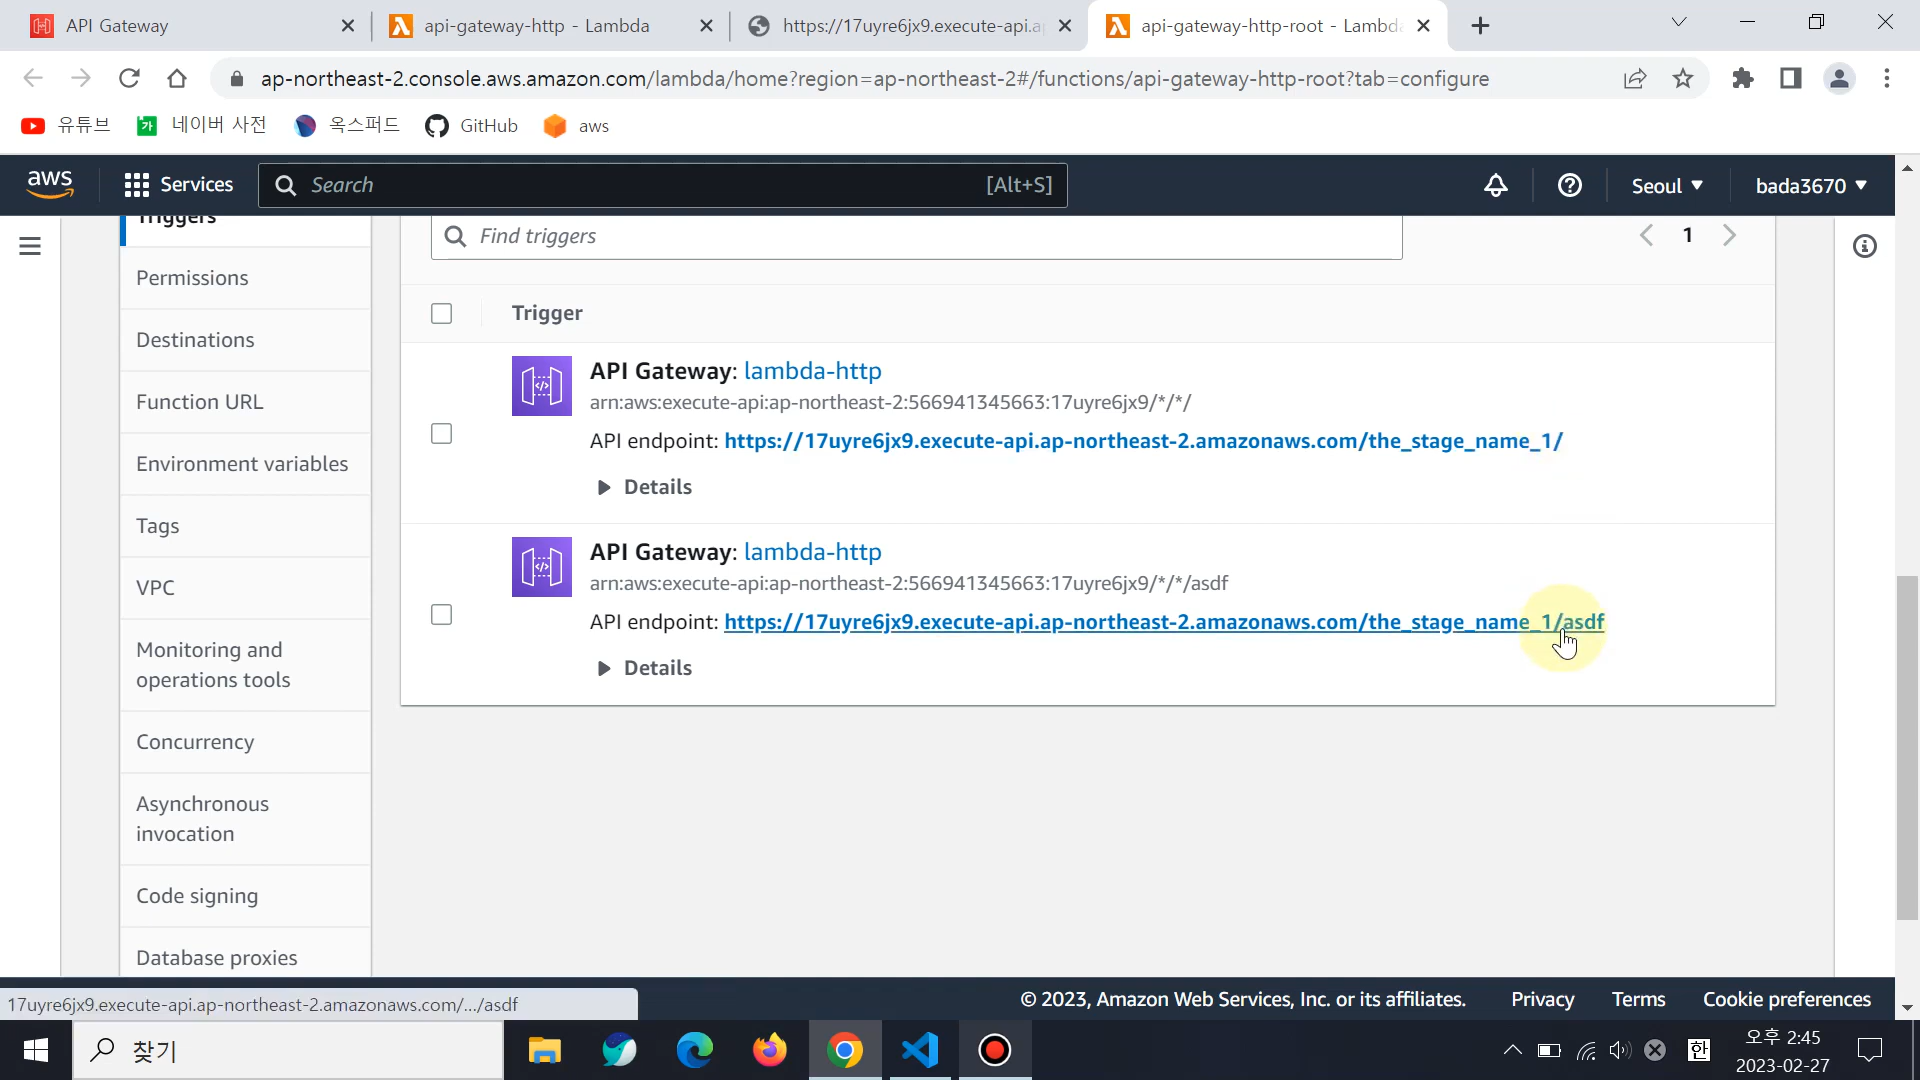 API Gateway
api-gateway-http - Lambda
https://17uyre6jx9.execute-api.a
api-gateway-http-root - Lambda
ap-northeast-2.console.aws.amazon.com/lambda/home?region=ap-northeast-2#/functions/api-gateway-http-root?tab=configure
유튜브
네이버 사전
옥스퍼드
GitHub
aws
aws
Services
Search
[Alt+S]
Seoul
bada3670
Triggers
Permissions
Destinations
Function URL
Environment variables
Tags
VPC
Monitoring and
operations tools
Concurrency
Asynchronous
invocation
Code signing
Database proxies
Find triggers
1
Trigger
API Gateway: lambda-http
arn:aws:execute-api:ap-northeast-2:566941345663:17uyre6jx9/*/*/
API endpoint: https://17uyre6jx9.execute-api.ap-northeast-2.amazonaws.com/the_stage_name_1/
Details
API Gateway: lambda-http
arn:aws:execute-api:ap-northeast-2:566941345663:17uyre6jx9/*/*/asdf
API endpoint: https://17uyre6jx9.execute-api.ap-northeast-2.amazonaws.com/the_stage_name_1/asdf
Details
17uyre6jx9.execute-api.ap-northeast-2.amazonaws.com/.../asdf
© 2023, Amazon Web Services, Inc. or its affiliates.
Privacy
Terms
Cookie preferences
찾기
한
오후 2:45
2023-02-27